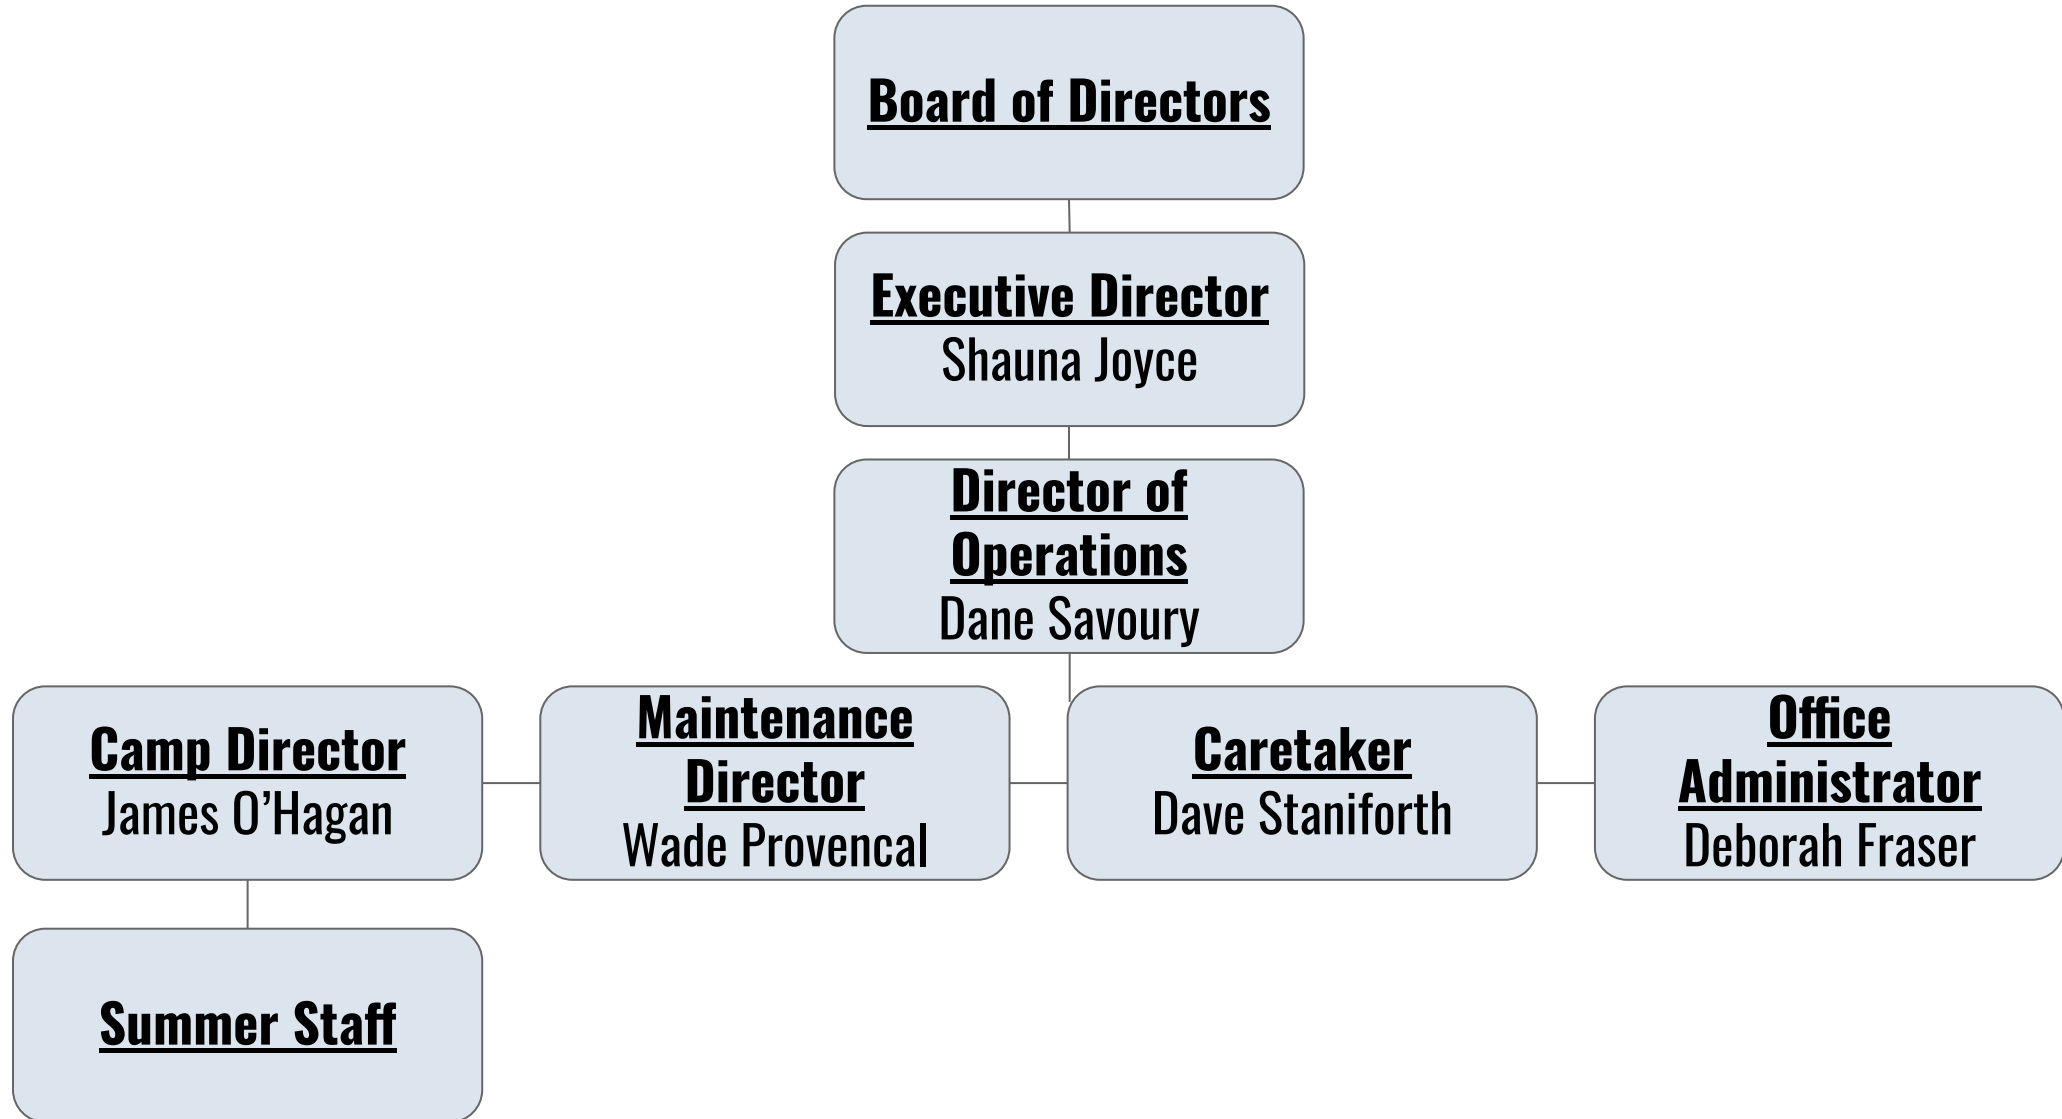 Board of Directors
Executive Director
Shauna Joyce
Director of
Operations
Dane Savoury
Camp Director
James O’Hagan
Maintenance
Director
Wade Provencal
Caretaker
Dave Staniforth
Office
Administrator
Deborah Fraser
Summer Staff